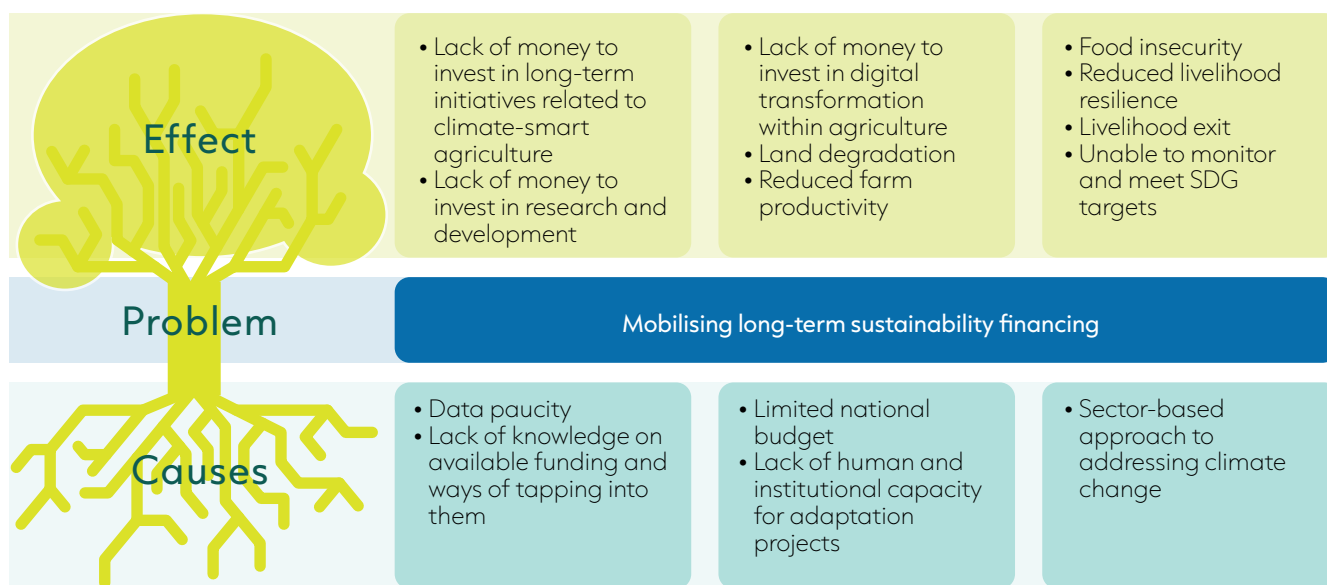 Effect
• Lack of money to
invest in long-term
initiatives related to
climate-smart
agriculture
• Lack of money to
invest in research and
development
• Lack of money to
invest in digital
transformation
within agriculture
• Land degradation
• Reduced farm
productivity
• Food insecurity
• Reduced livelihood
resilience
• Livelihood exit
• Unable to monitor
and meet SDG
targets
Problem
Mobilising long-term sustainability financing
Causes
• Data paucity
• Lack of knowledge on
available funding and
ways of tapping into
them
• Limited national
budget
• Lack of human and
institutional capacity
for adaptation
projects
• Sector-based
approach to
addressing climate
change